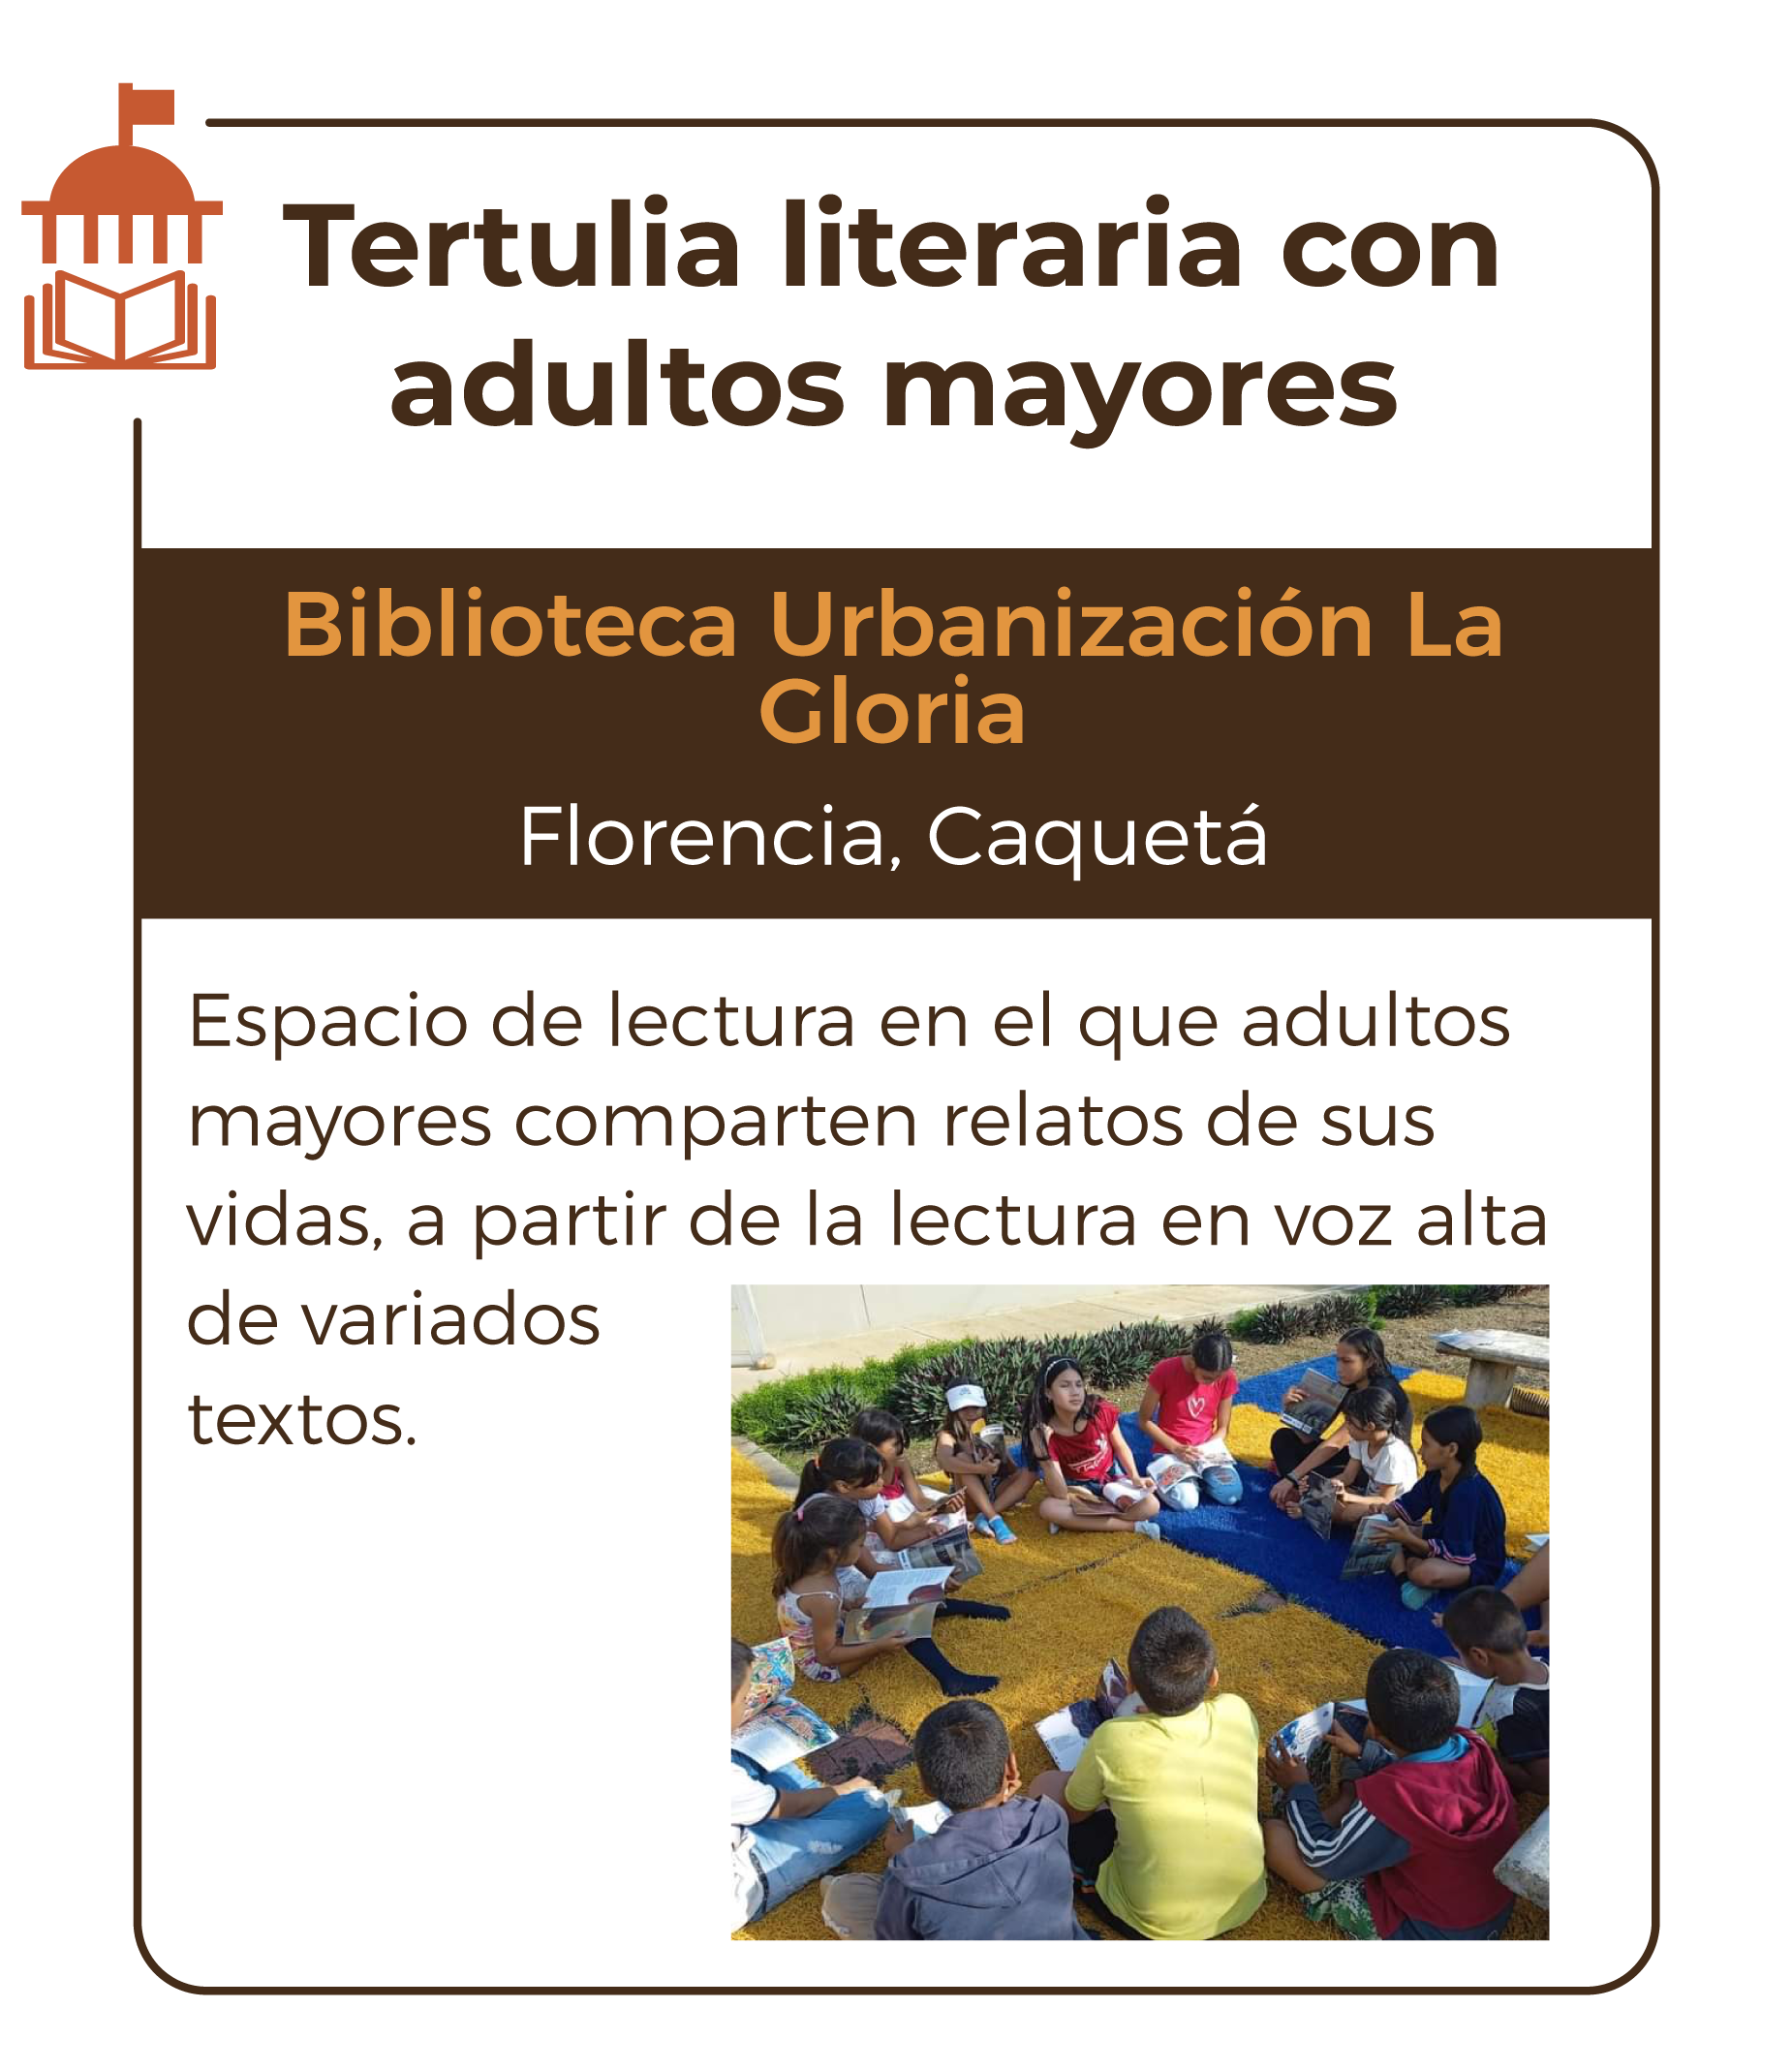 Tertulia literaria con
adultos mayores
Biblioteca Urbanización La
Gloria
Florencia, Caquetá
Espacio de lectura en el que adultos
mayores comparten relatos de sus
vidas, a partir de la lectura en voz alta
de variados
textos.